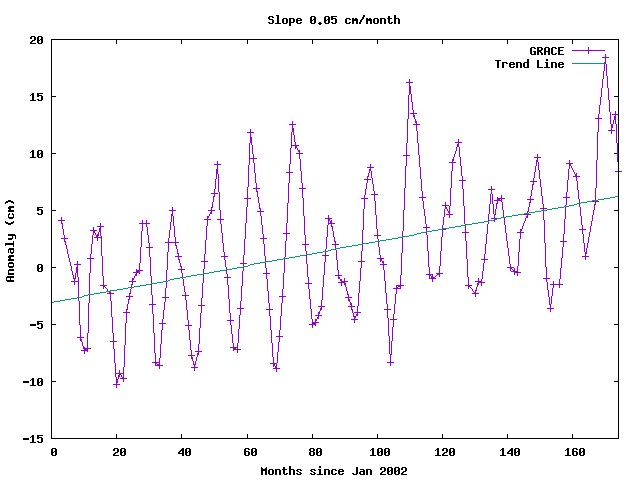 Slope 0.05 cm/month
GRACE
Trend Line
20
15
10
5
0
-5
-10
-15
Anomaly (cm)
0 20 40 60 80 100 120 140 160
Months since Jan 2002